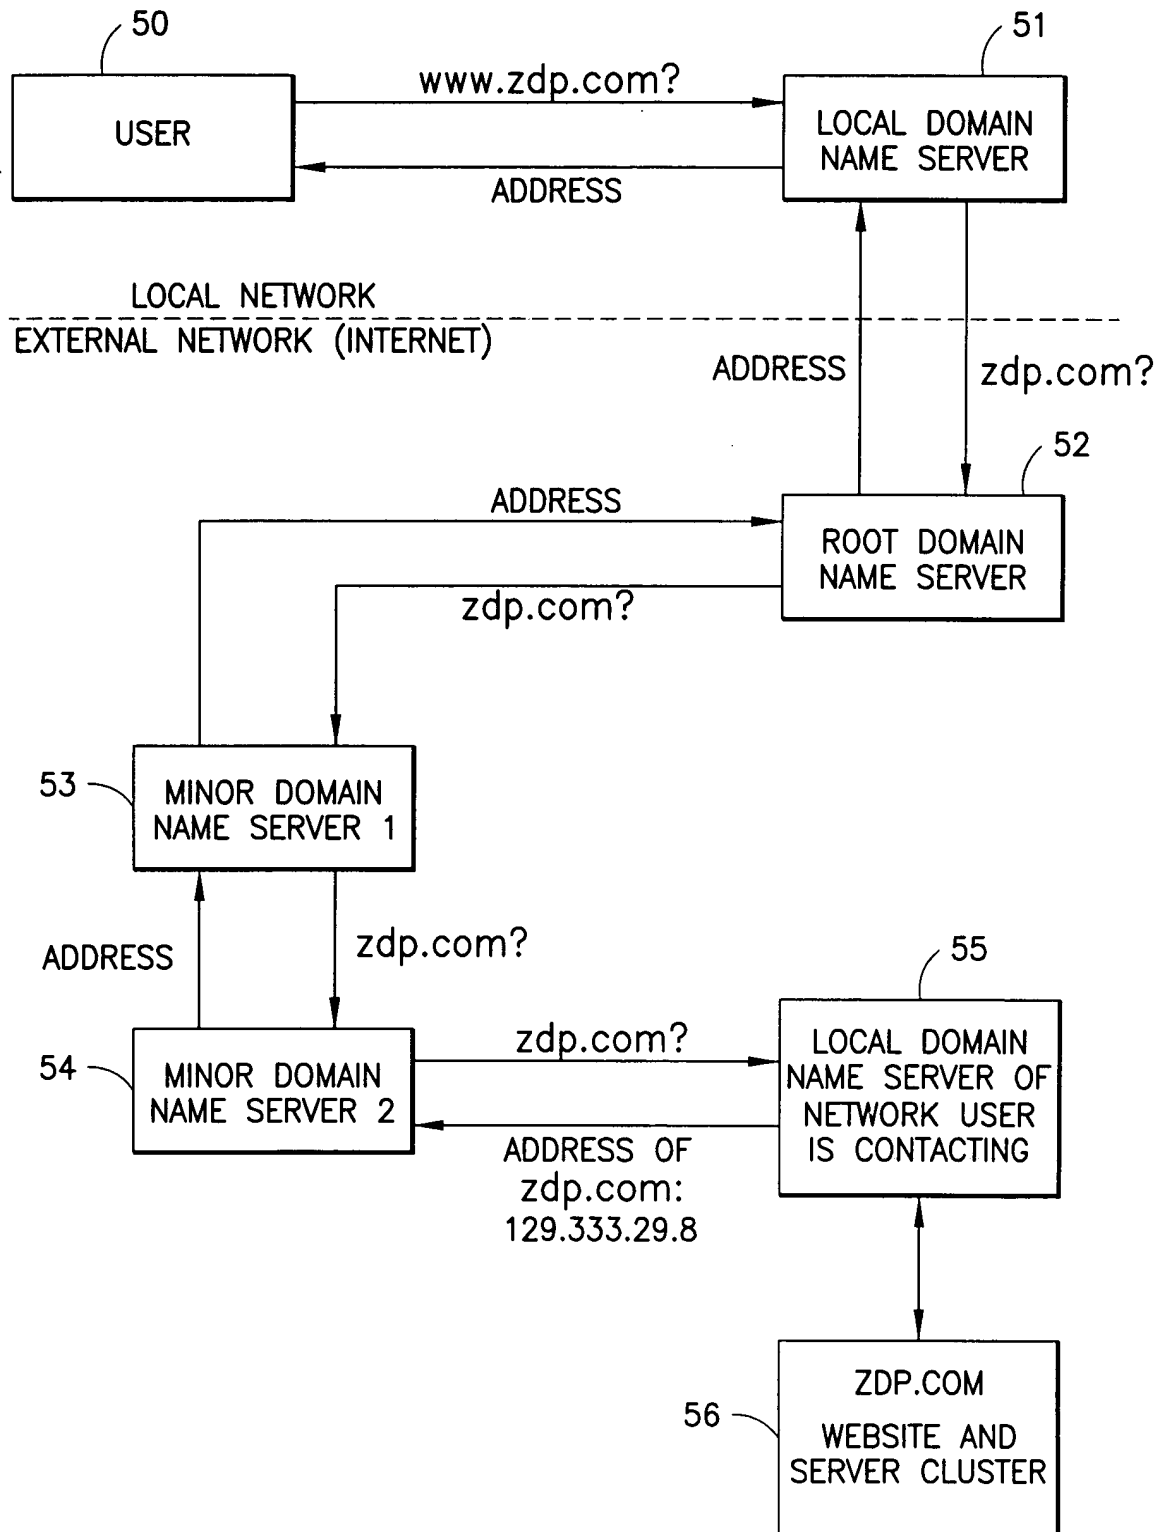 50
51
www.zdp.com?
USER
LOCAL DOMAIN
NAME SERVER
ADDRESS
LOCAL NETWORK
EXTERNAL NETWORK (INTERNET)
ADDRESS
zdp.com?
52
ADDRESS
ROOT DOMAIN
NAME SERVER
zdp.com?
53
MINOR DOMAIN
NAME SERVER 1
ADDRESS
zdp.com?
55
54
MINOR DOMAIN
NAME SERVER 2
zdp.com?
LOCAL DOMAIN
NAME SERVER OF
NETWORK USER
IS CONTACTING
ADDRESS OF
zdp.com:
129.333.29.8
56
ZDP.COM
WEBSITE AND
SERVER CLUSTER